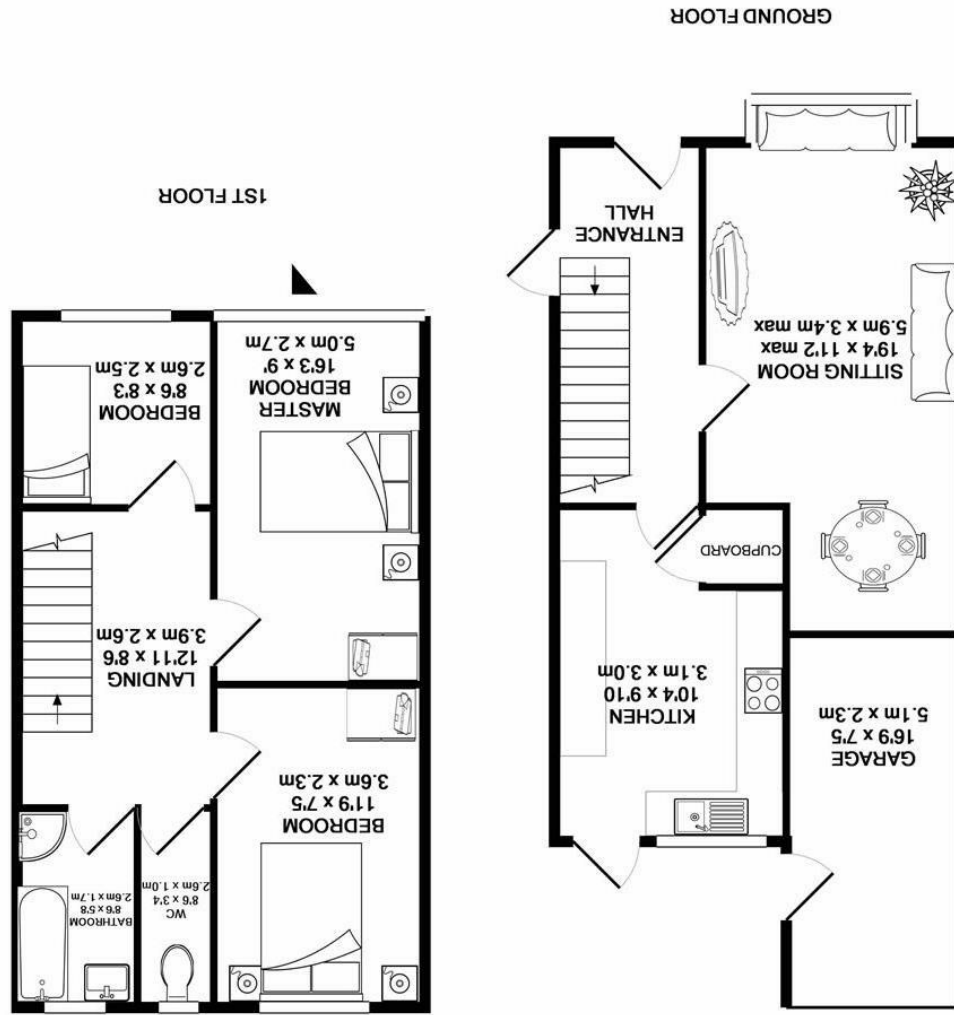 GROUND FLOOR
ENTRANCE
HALL
SITTING ROOM
19'4 x 11'2 max
5.9m x 3.4m max
CUPBOARD
KITCHEN
10'4 x 9'10
3.1m x 3.0m
GARAGE
16'9 x 7'5
5.1m x 2.3m
1ST FLOOR
BEDROOM
8'6 x 8'3
2.6m x 2.5m
MASTER
BEDROOM
16'3 x 9'
5.0m x 2.7m
LANDING
12'11 x 8'6
3.9m x 2.6m
BEDROOM
11'9 x 7'5
3.6m x 2.3m
BATHROOM
8'6 x 5'8
2.6m x 1.7m
WC
8'6 x 3'4
2.6m x 1.0m